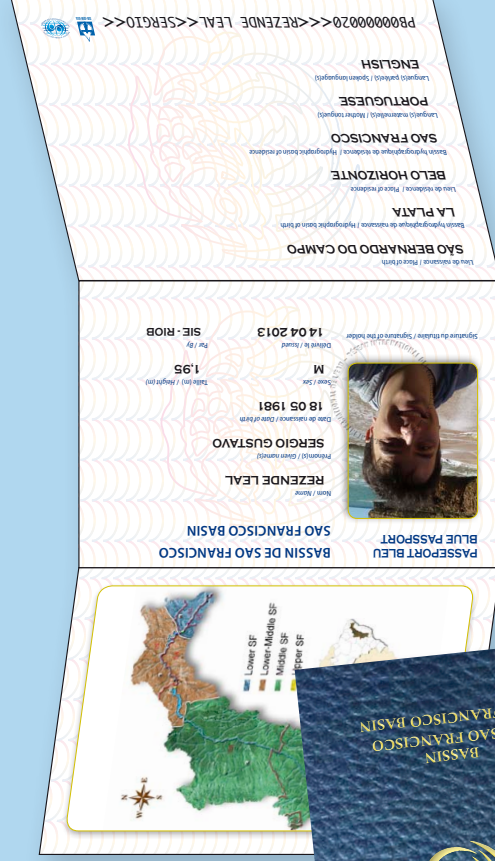 BASSIN
SAO FRANCISCO
FRANCISCO BASIN
W
S N
E
Upper SF
Middle SF
Lower-Middle SF
Lower SF
PASSEPORT BLEU
BLUE PASSPORT
BASSIN DE SAO FRANCISCO
SAO FRANCISCO BASIN
Nom / Name
REZENDE LEAL
Prénom(s) / Given name(s)
SERGIO GUSTAVO
Date de naissance / Date of birth
18 05 1981
Sexe / Sex Taille (m) / Height (m)
M 1,95
Délivré le / Issued Par / By
14 04 2013 SIE - RIOB
Signature du titulaire / Signature of the holder
Lieu de naissance / Place of birth
SÃO BERNARDO DO CAMPO
Bassin hydrographique de naissance / Hydrographic basin of birth
LA PLATA
Lieu de résidence / Place of residence
BELO HORIZONTE
Bassin hydrographique de résidence / Hydrographic basin of residence
SAO FRANCISCO
Langue(s) maternelle(s) / Mother tongue(s)
PORTUGUESE
Langue(s) parlée(s) / Spoken language(s)
ENGLISH
PB00000020<<<REZENDE LEAL<<SERGIO<<